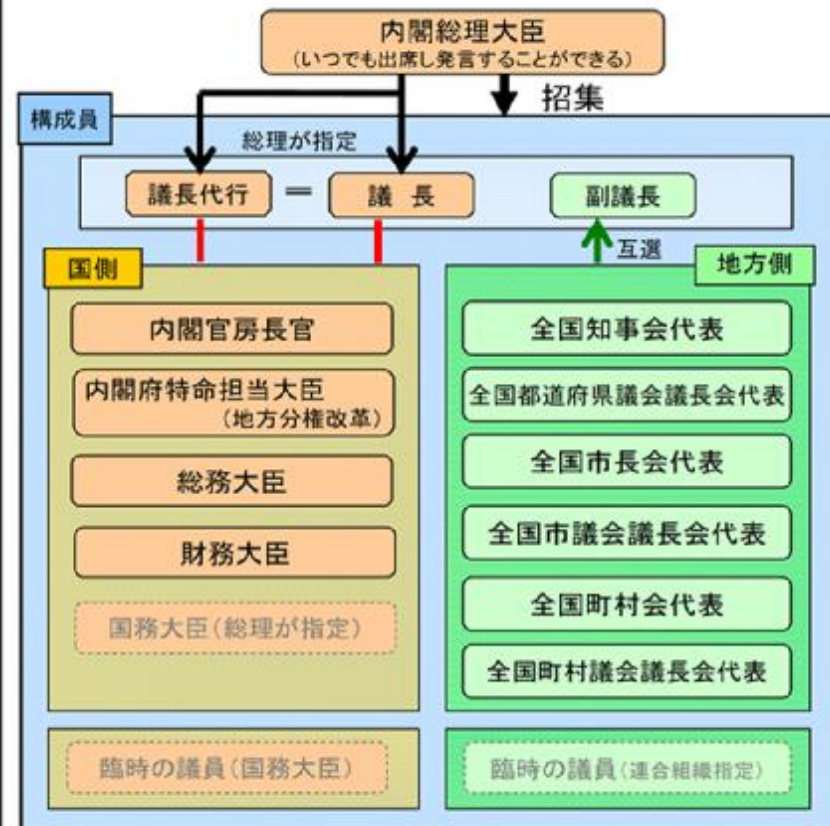 内閣総理大臣
(いつでも出席し発言することができる)
招集
構成員
総理が指定
議長代行
=
議 長
副議長
互選
国側
地方側
内閣官房長官
内閣府特命担当大臣
(地方分権改革)
総務大臣
財務大臣
国務大臣(総理が指定)
全国知事会代表
全国都道府県議会議長会代表
全国市長会代表
全国市議会議長会代表
全国町村会代表
全国町村議会議長会代表
臨時の議員(国務大臣)
臨時の議員(連合組織指定)